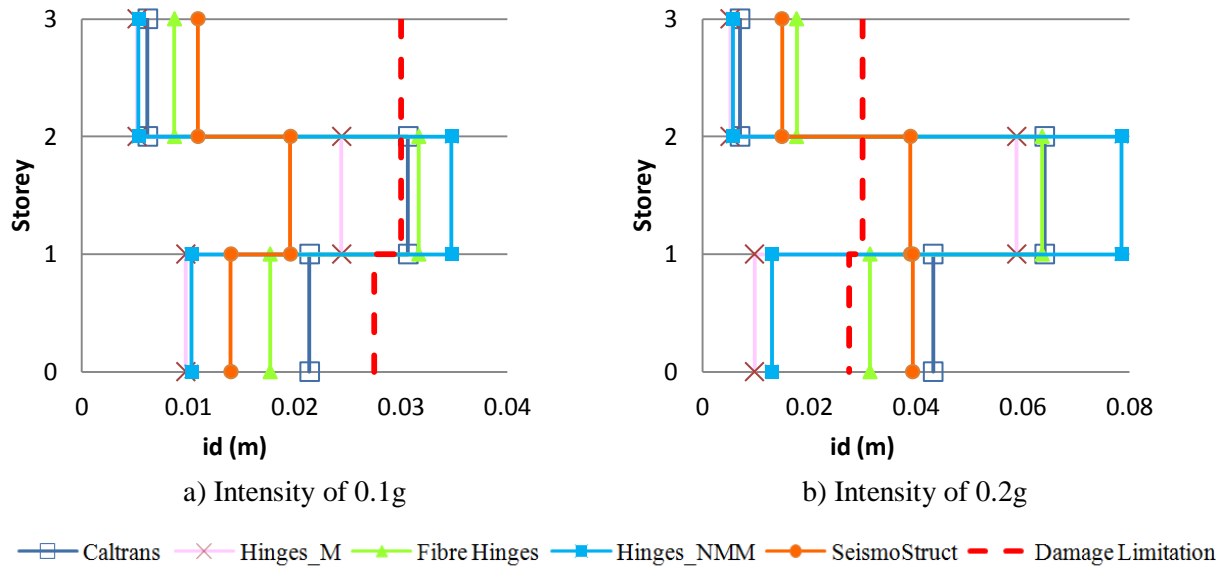 3
2
1
0
Storey
0 0.01 0.02 0.03 0.04
id (m)
a) Intensity of 0.1g
3
2
1
0
Storey
0 0.02 0.04 0.06 0.08
id (m)
b) Intensity of 0.2g
Caltrans Hinges_M Fibre Hinges Hinges_NMM SeismoStruct Damage Limitation